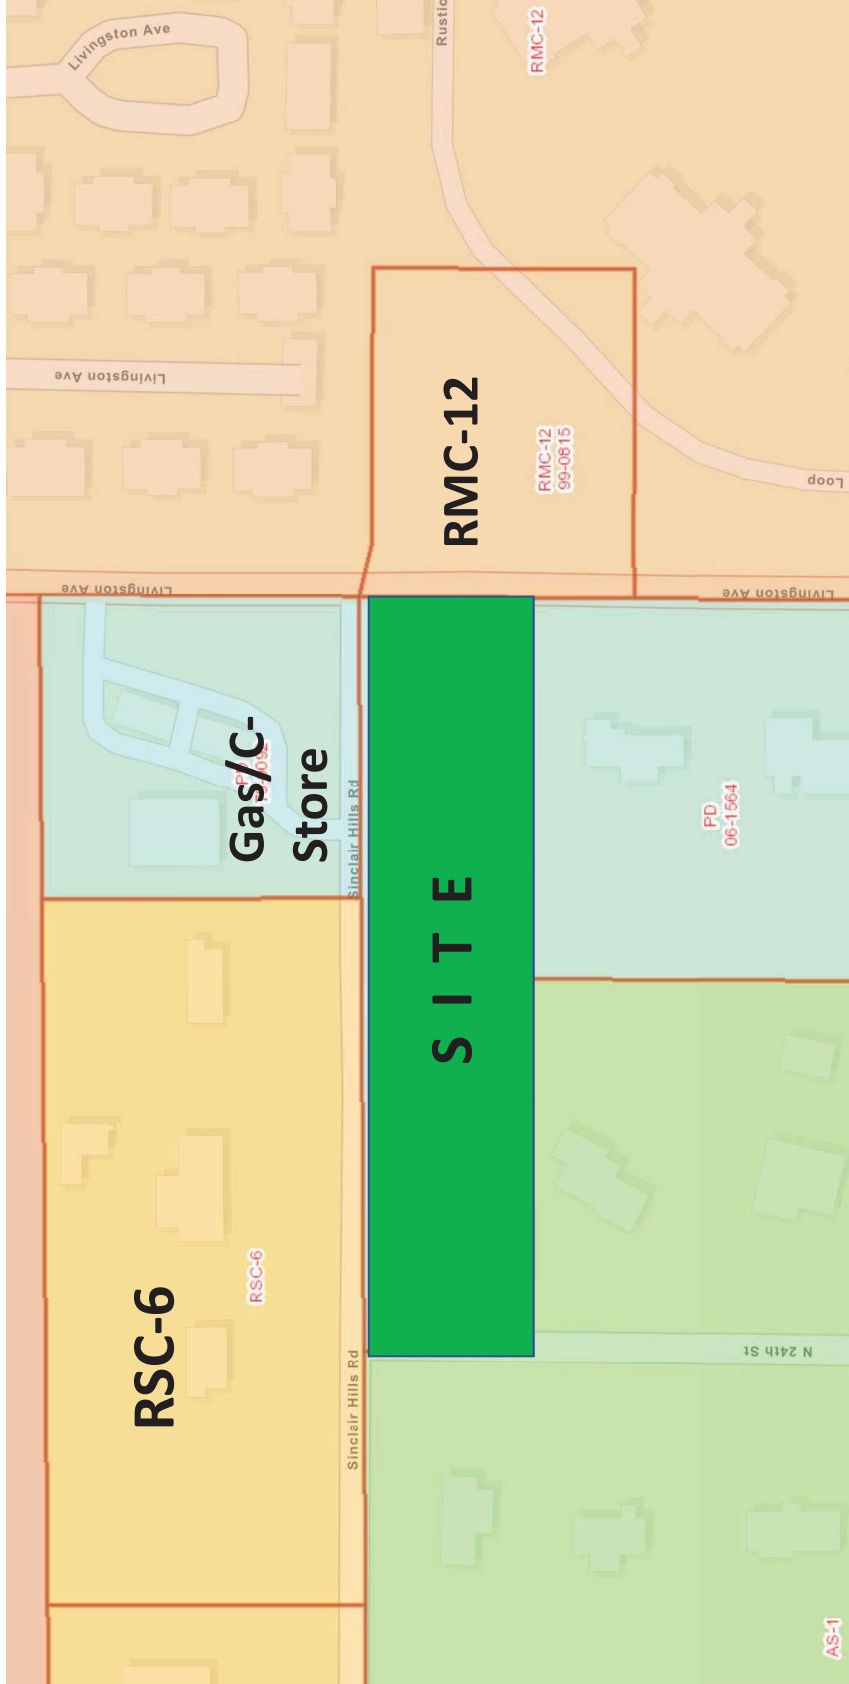 Livingston Ave
Livingston Ave
Livingston Ave
RSC-6
RSC-6
Gas/C-
Store
Sinclair Hills Rd
Sinclair Hills Rd
Rustic
S I T E
RMC-12
RMC-12
RMC-12
99-0815
PD
06-1564
N 24th St
Livingston Ave
Loop
AS-1